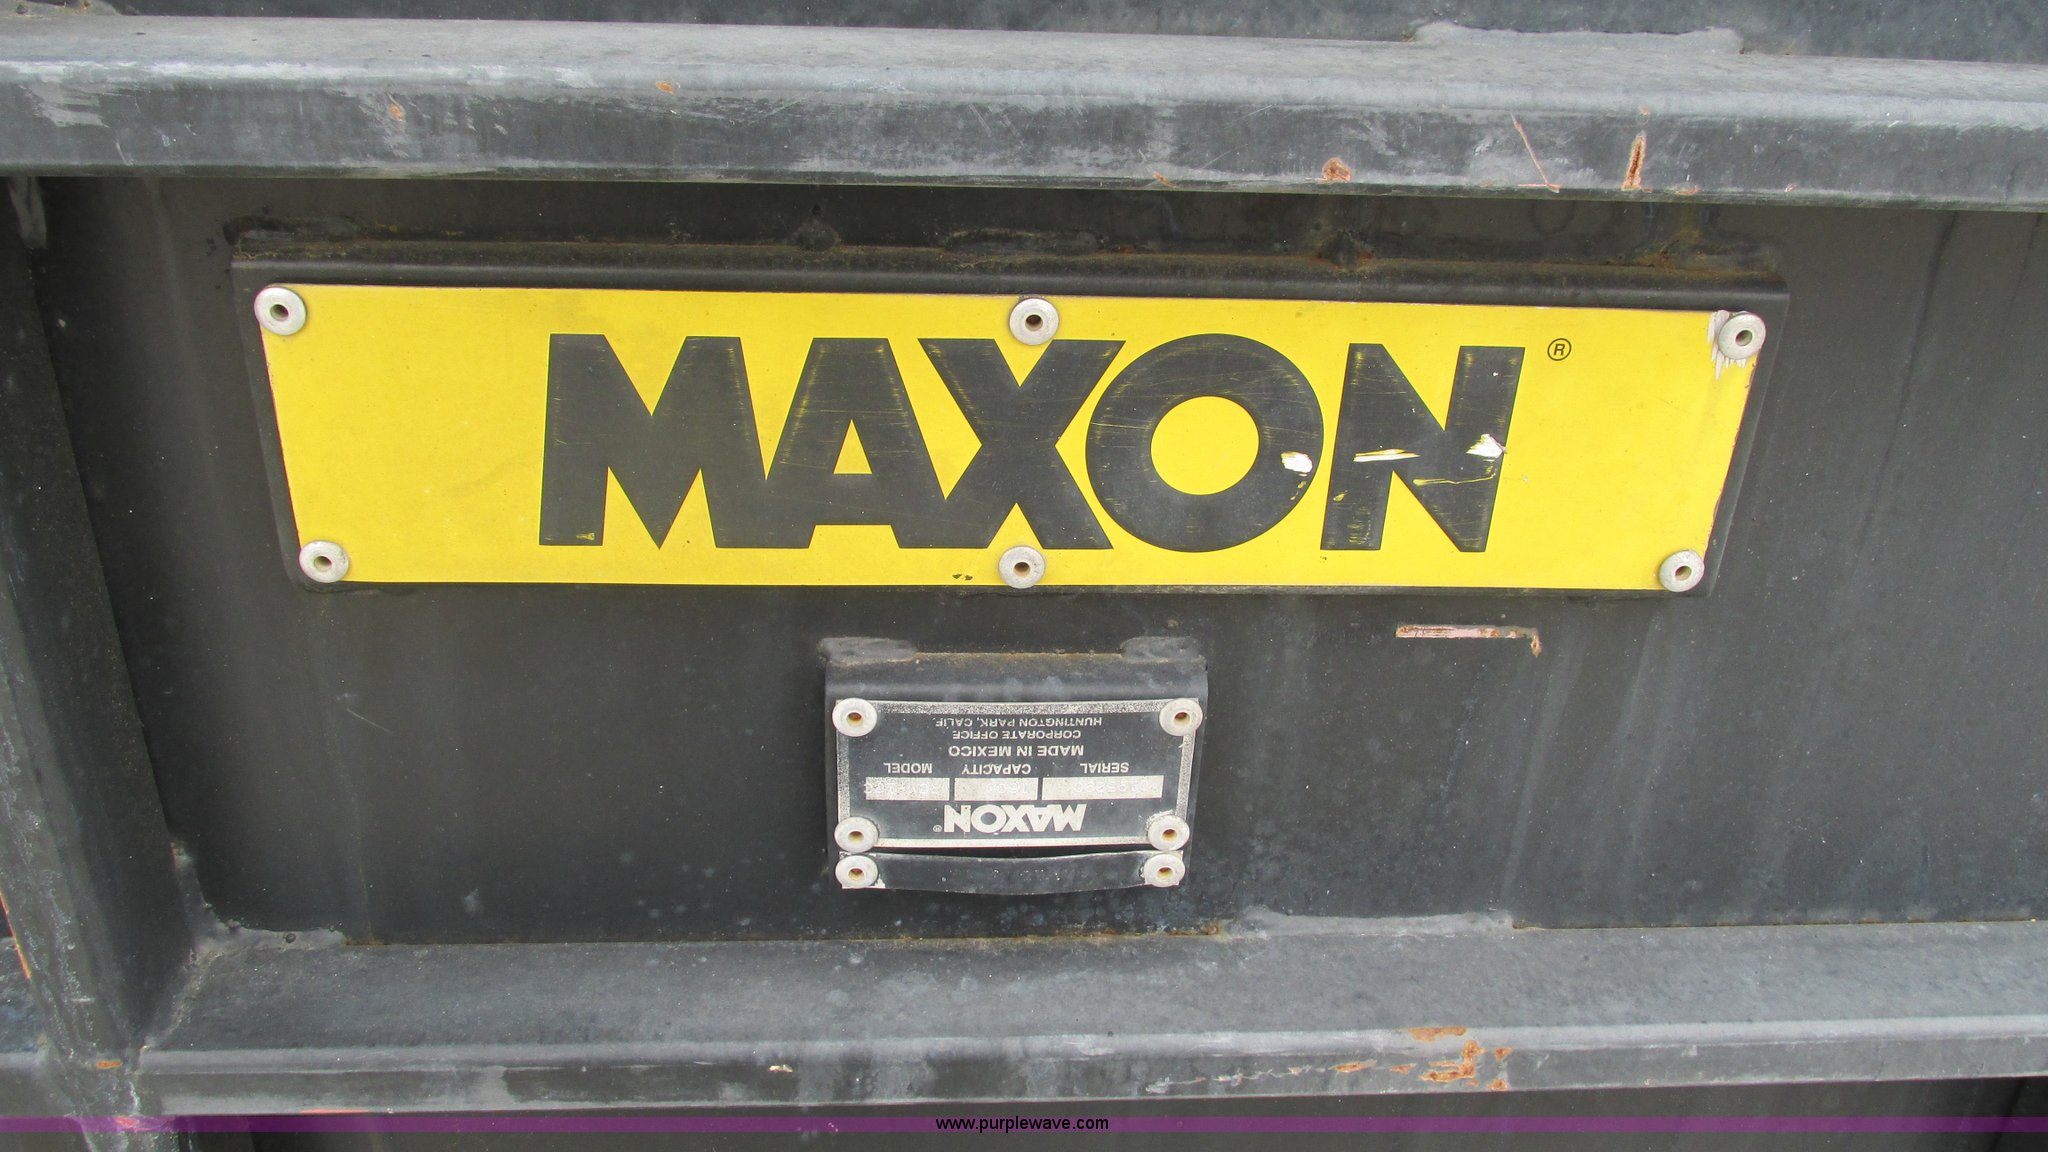 MAXON®
MAXON®
SERIAL CAPACITY MODEL
MADE IN MEXICO
CORPORATE OFFICE
HUNTINGTON PARK, CALIF.
www.purplewave.com